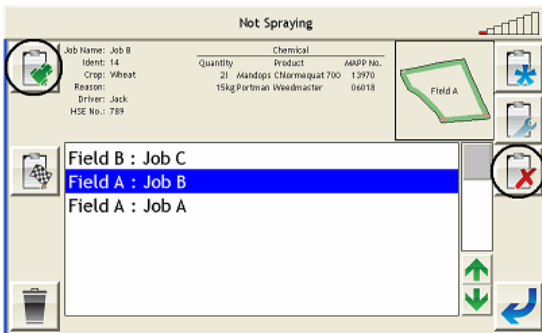 Not Spraying
Job Name: Job B
Ident: 14
Crop: Wheat
Reason:
Driver: Jack
HSE No.: 789
Chemical
Quantity Product MAPP No.
2l Mandops Chlormequat 700 13970
15kg Portman Weedmaster 06018
Field A
Field B : Job C
Field A : Job B
Field A : Job A